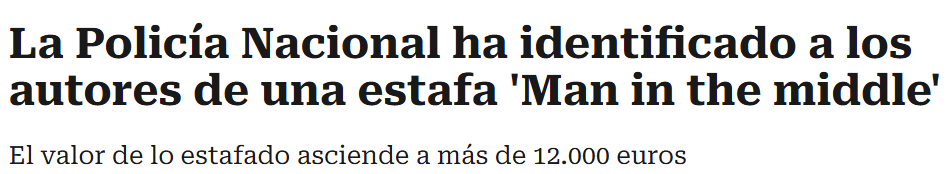 La Policía Nacional ha identificado a los
autores de una estafa 'Man in the middle'
El valor de lo estafado asciende a más de 12.000 euros